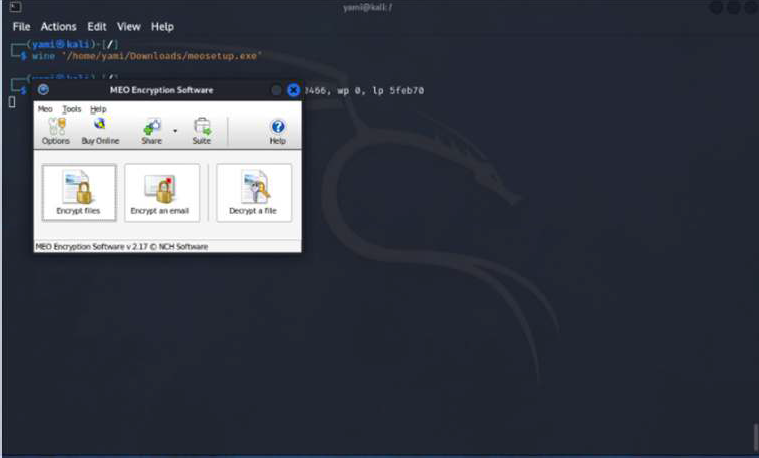 yami@kali: /
File Actions Edit View Help
(yami㉿kali)-[/]
$ wine '/home/yami/Downloads/meosetup.exe'
$
MEO Encryption Software
?466, wp 0, lp 5feb70
Meo Tools Help
Options Buy Online Share Suite Help
Encrypt files Encrypt an email Decrypt a file
MEO Encryption Software v 2.17 © NCH Software